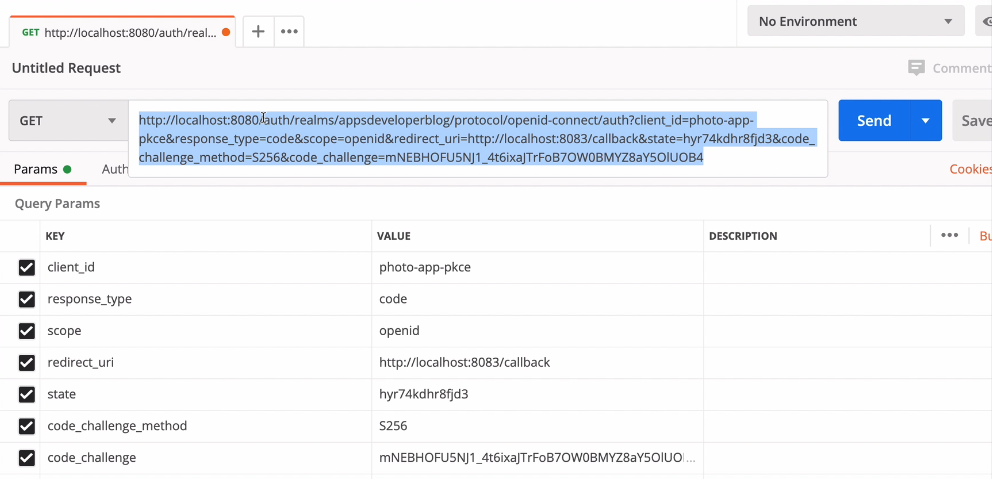 No Environment
GET http://localhost:8080/auth/real...
Untitled Request
Comment
GET
http://localhost:8080/auth/realms/appsdeveloperblog/protocol/openid-connect/auth?client_id=photo-app-
pkce&response_type=code&scope=openid&redirect_uri=http://localhost:8083/callback&state=hyr74kdhr8fjd3&code_
challenge_method=S256&code_challenge=mNEBHOFU5NJ1_4t6ixaJTrFoB7OW0BMYZ8aY5OlUOB4
Send
Save
Params
Auth
Cookies
Query Params
KEY VALUE DESCRIPTION ••• Bu
client_id photo-app-pkce
response_type code
scope openid
redirect_uri http://localhost:8083/callback
state hyr74kdhr8fjd3
code_challenge_method S256
code_challenge mNEBHOFU5NJ1_4t6ixaJTrFoB7OW0BMYZ8aY5OlUO...